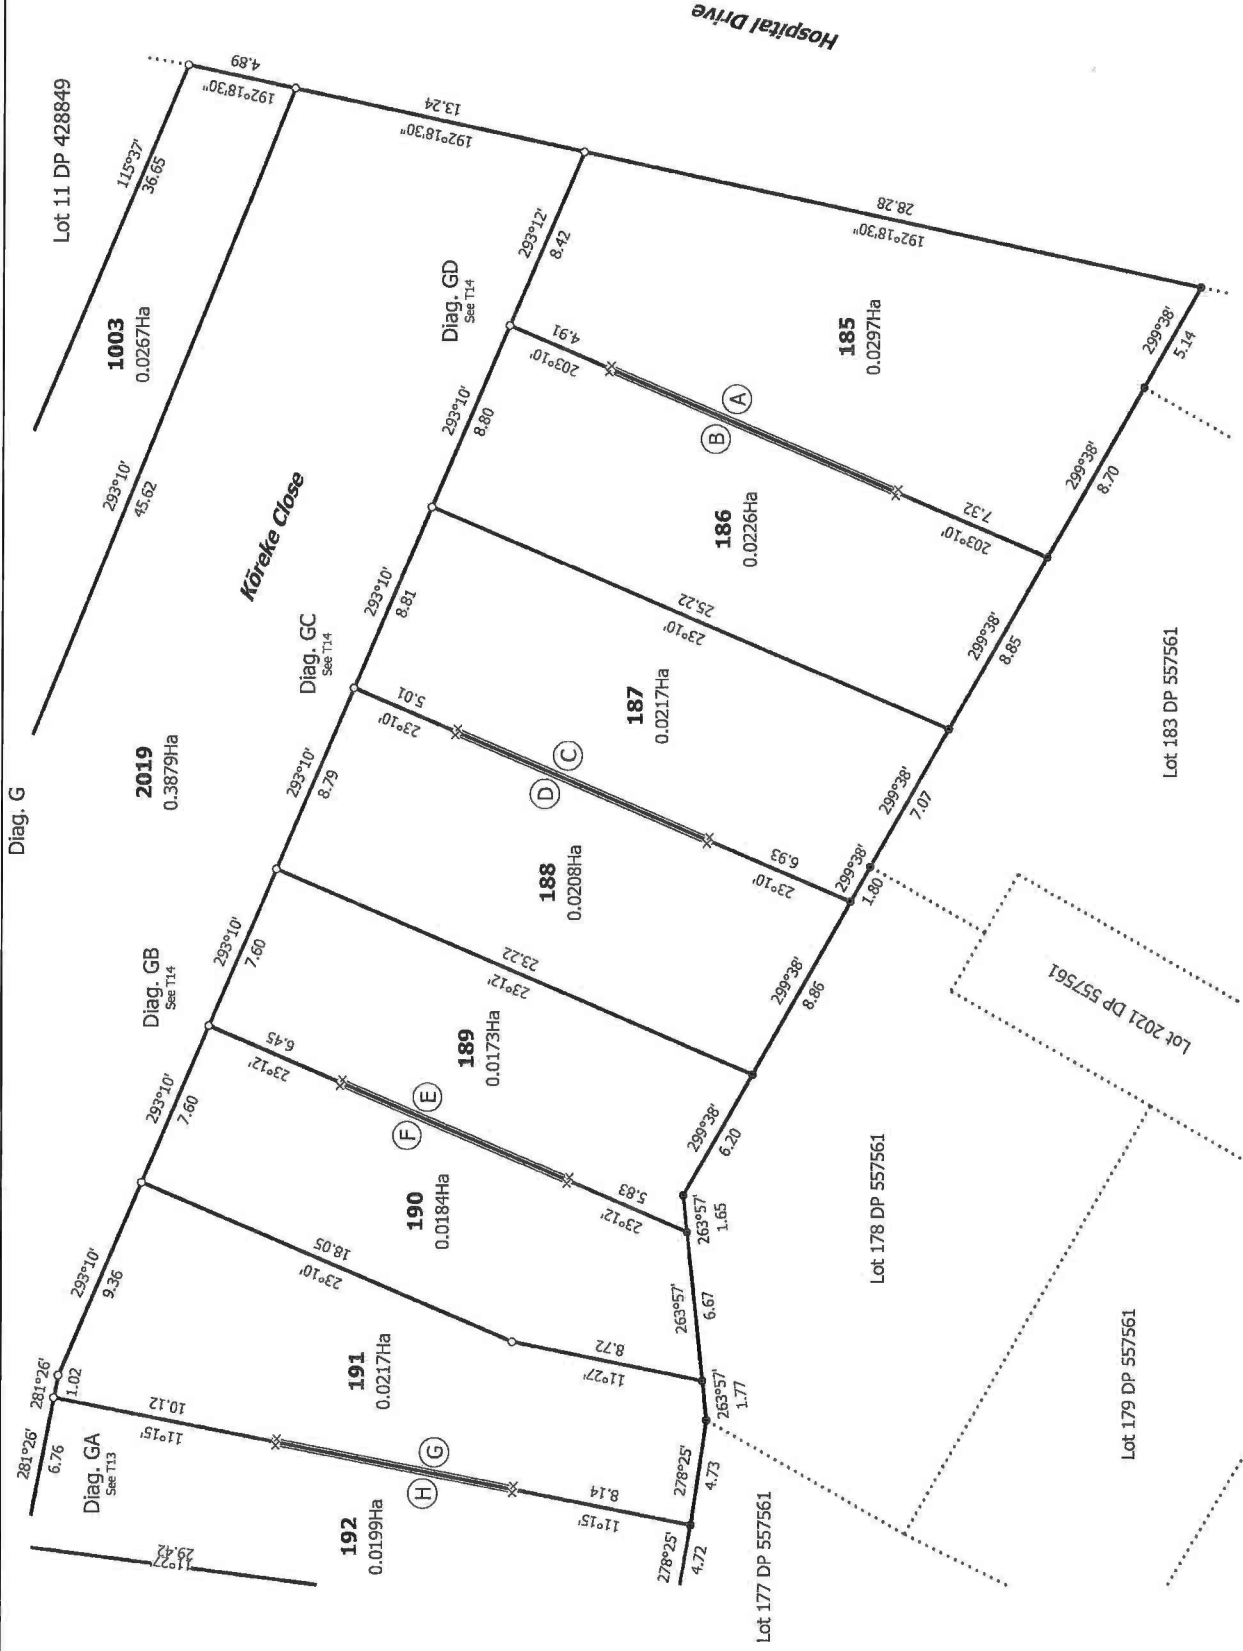 Diag. G
Hospital Drive
Lot 11 DP 428849
4.89
192°18'30"
115°37'
36.65
1003
0.0267Ha
293°10'
45.62
13.24
192°18'30"
Kōreke Close
2019
0.3879Ha
28.28
192°18'30"
293°12'
8.42
Diag. GD
See T14
293°10'
8.80
4.91
203°10'
A
B
7.32
203°10'
185
0.0297Ha
299°38'
5.14
299°38'
8.70
186
0.0226Ha
293°10'
8.81
25.22
23°10'
299°38'
8.85
Diag. GC
See T14
187
0.0217Ha
5.01
23°10'
C
D
6.93
23°10'
299°38'
7.07
299°38'
1.80
293°10'
8.79
188
0.0208Ha
23.22
23°12'
299°38'
8.86
Diag. GB
See T14
293°10'
7.60
189
0.0173Ha
6.45
23°12'
E
F
5.83
23°12'
299°38'
6.20
263°57'
1.65
293°10'
7.60
190
0.0184Ha
18.05
23°10'
8.72
11°27'
263°57'
6.67
293°10'
9.36
281°26'
1.02
191
0.0217Ha
10.12
11°15'
G
H
8.14
11°15'
263°57'
1.77
278°25'
4.73
281°26'
6.76
Diag. GA
See T13
192
0.0199Ha
11°27'
29.42
278°25'
4.72
Lot 183 DP 557561
Lot 2021 DP 557561
Lot 178 DP 557561
Lot 179 DP 557561
Lot 177 DP 557561